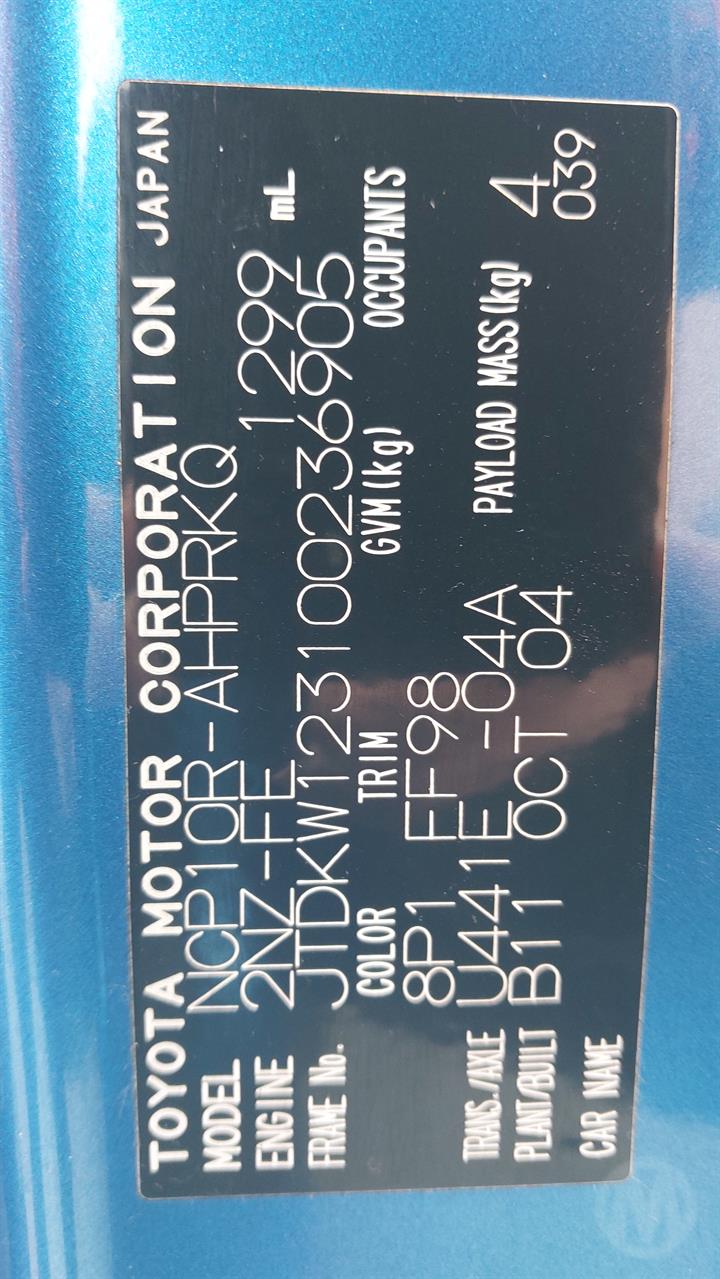 TOYOTA MOTOR CORPORATION JAPAN
MODEL NCP10R-AHPRKQ
ENGINE 2NZ-FE 1299 mL
FRAME No. JTDKW123100236905
COLOR TRIM GVM(kg) OCCUPANTS
8P1 FF98
TRANS./AXLE U441E -04A PAYLOAD MASS(kg) 4
PLANT/BUILT B11 OCT 04 039
CAR NAME
M